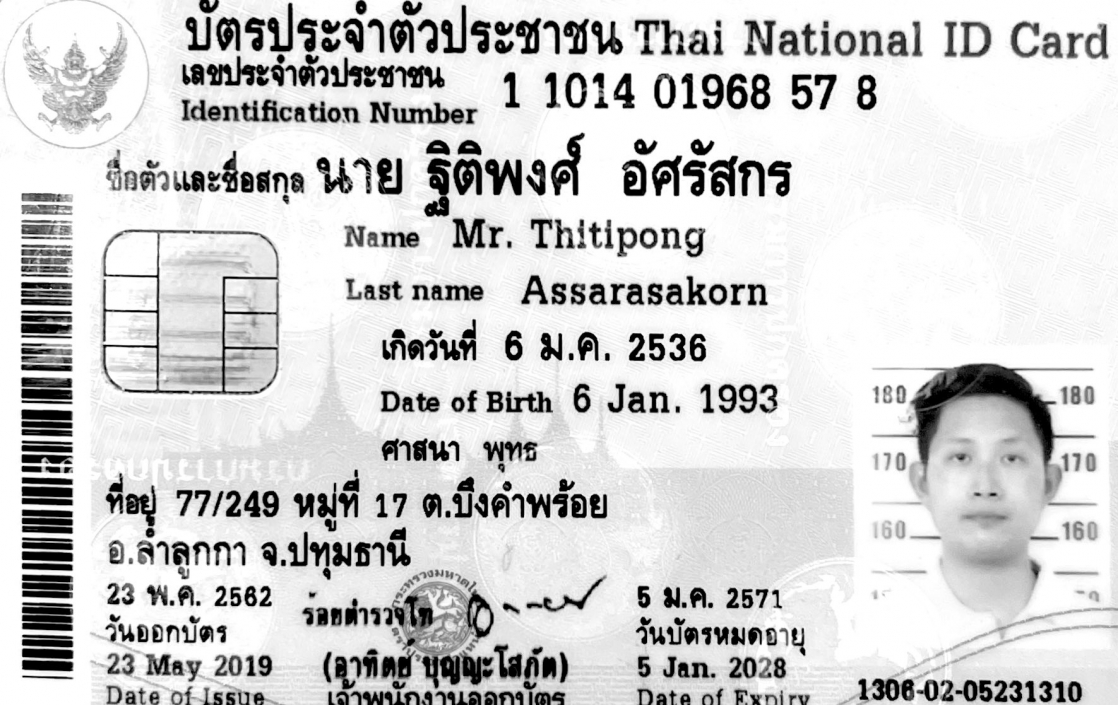 บัตรประจำตัวประชาชน Thai National ID Card
เลขประจำตัวประชาชน
Identification Number 1 1014 01968 57 8
ชื่อตัวและชื่อสกุล นาย ฐิติพงศ์ อัศรัสกร
Name Mr. Thitipong
Last name Assarasakorn
เกิดวันที่ 6 ม.ค. 2536
Date of Birth 6 Jan. 1993
ศาสนา พุทธ
ที่อยู่ 77/249 หมู่ที่ 17 ต.บึงคำพร้อย
อ.ลำลูกกา จ.ปทุมธานี
180 180
170 170
160 160
23 พ.ค. 2562
วันออกบัตร
23 May 2019
Date of Issue
ร้อยตำรวจโท
(อาทิตย์ บุญญะโสภัต)
เจ้าพนักงานออกบัตร
5 ม.ค. 2571
วันบัตรหมดอายุ
5 Jan. 2028
Date of Expiry
1306-02-05231310